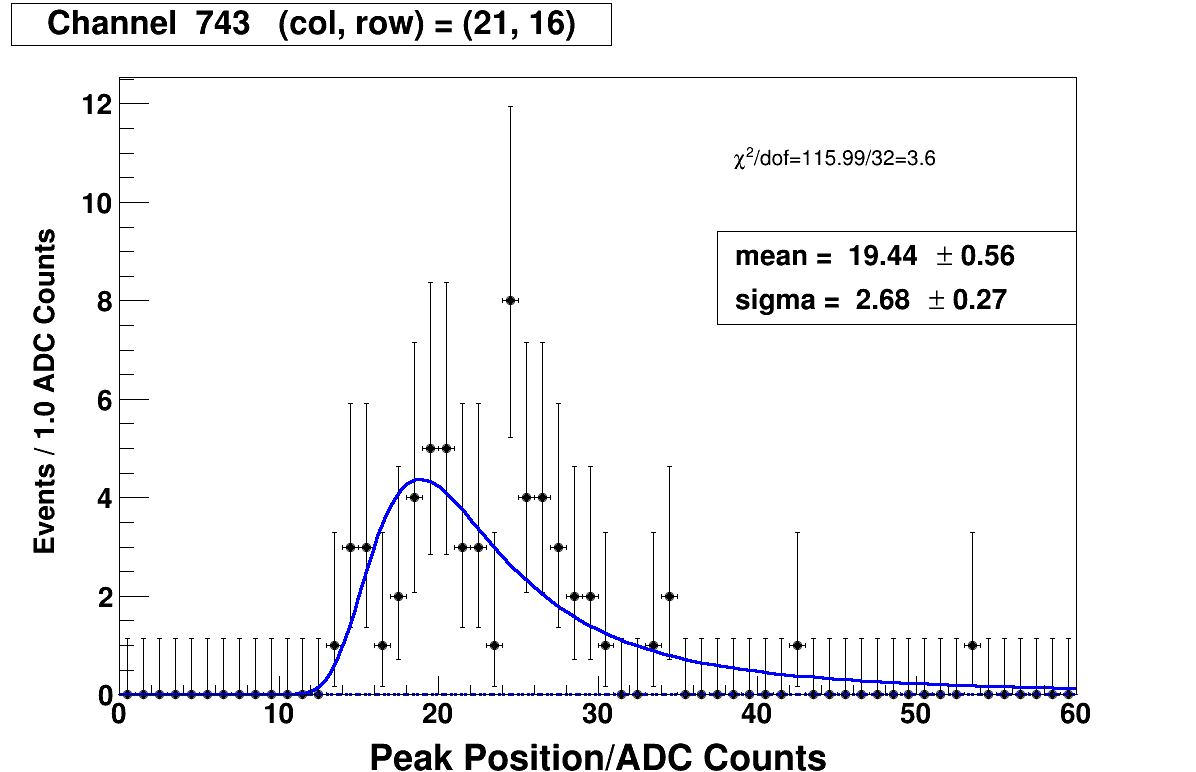 Channel 743 (col, row) = (21, 16)
12
10
8
6
4
2
0
Events / 1.0 ADC Counts
χ²/dof=115.99/32=3.6
mean = 19.44 ± 0.56
sigma = 2.68 ± 0.27
0 10 20 30 40 50 60
Peak Position/ADC Counts